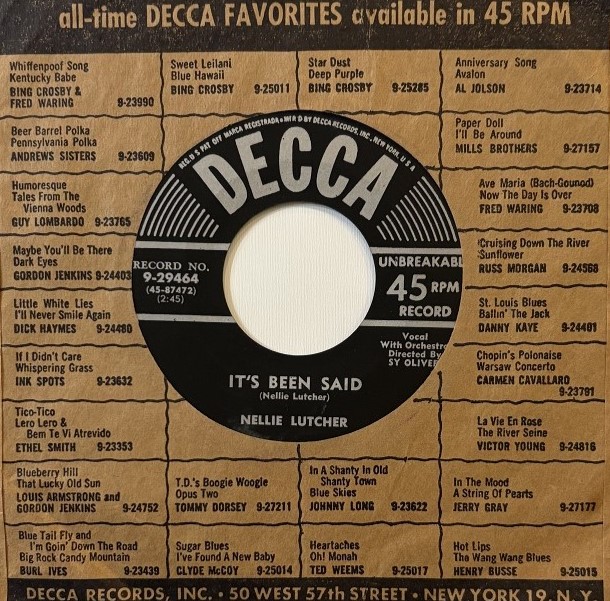 all-time DECCA FAVORITES available in 45 RPM
Whiffenpoof Song
Kentucky Babe
BING CROSBY &
FRED WARING 9-23990
Sweet Leilani
Blue Hawaii
BING CROSBY 9-25011
Star Dust
Deep Purple
BING CROSBY 9-25285
Anniversary Song
Avalon
AL JOLSON 9-23714
Beer Barrel Polka
Pennsylvania Polka
ANDREWS SISTERS 9-23609
Paper Doll
I'll Be Around
MILLS BROTHERS 9-27157
Humoresque
Tales From The
Vienna Woods
GUY LOMBARDO 9-23765
Ave Maria (Bach-Gounod)
Now The Day Is Over
FRED WARING 9-23708
Maybe You'll Be There
Dark Eyes
GORDON JENKINS 9-24403
Cruising Down The River
Sunflower
RUSS MORGAN 9-24568
Little White Lies
I'll Never Smile Again
DICK HAYMES 9-24480
St. Louis Blues
Ballin' The Jack
DANNY KAYE 9-24401
If I Didn't Care
Whispering Grass
INK SPOTS 9-23632
Chopin's Polonaise
Warsaw Concerto
CARMEN CAVALLARO
9-23791
Tico-Tico
Lero Lero &
Bem Te Vi Atrevido
ETHEL SMITH 9-23353
La Vie En Rose
The River Seine
VICTOR YOUNG 9-24816
Blueberry Hill
That Lucky Old Sun
LOUIS ARMSTRONG and
GORDON JENKINS 9-24752
T.D.'s Boogie Woogie
Opus Two
TOMMY DORSEY 9-27211
In A Shanty In Old
Shanty Town
Blue Skies
JOHNNY LONG 9-23622
In The Mood
A String Of Pearls
JERRY GRAY 9-27177
Blue Tail Fly and
I'm Goin' Down The Road
Big Rock Candy Mountain
BURL IVES 9-23439
Sugar Blues
I've Found A New Baby
CLYDE McCOY 9-25014
Heartaches
Oh! Monah
TED WEEMS 9-25017
Hot Lips
The Wang Wang Blues
HENRY BUSSE 9-25015
DECCA RECORDS, INC. • 50 WEST 57th STREET • NEW YORK 19, N. Y.
REG. U S PAT OFF MARCA REGISTRADA • MFR'D BY DECCA RECORDS, INC., NEW YORK, U S A
DECCA
RECORD NO.
9-29464
(45-87472)
(2:45)
UNBREAKABL
45 RPM
RECORD
Vocal
With Orchestra
Directed By
SY OLIVER
IT'S BEEN SAID
(Nellie Lutcher)
NELLIE LUTCHER